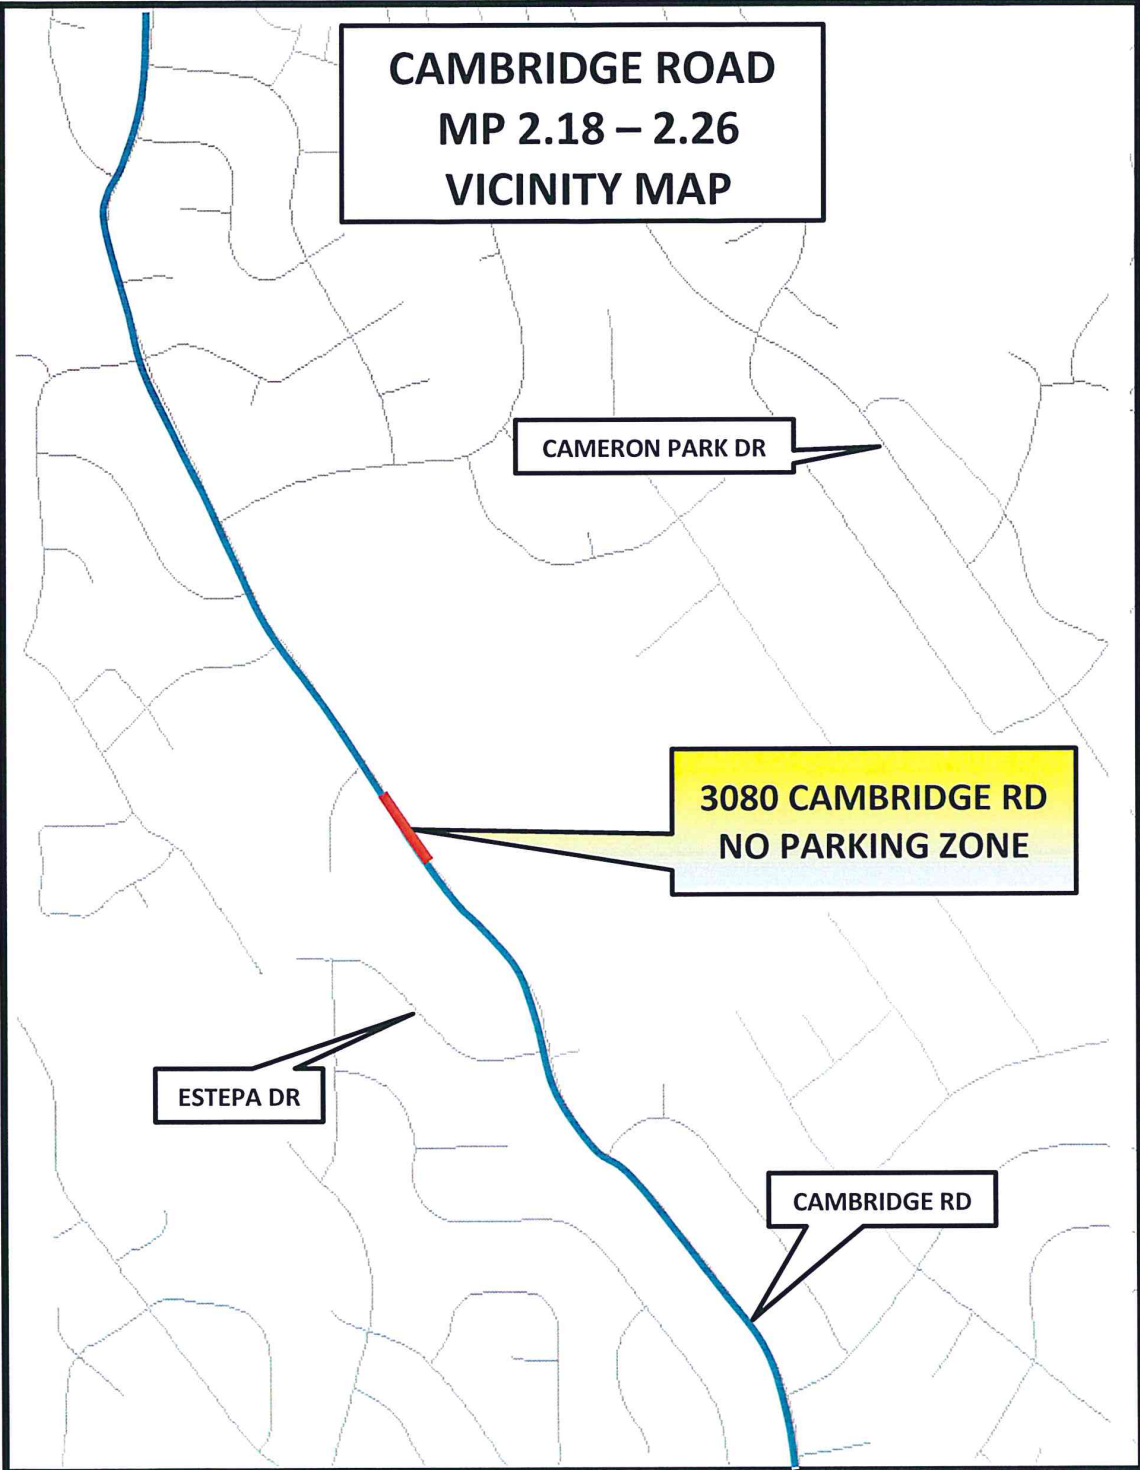 CAMBRIDGE ROAD
MP 2.18 – 2.26
VICINITY MAP
CAMERON PARK DR
3080 CAMBRIDGE RD
NO PARKING ZONE
ESTEPA DR
CAMBRIDGE RD